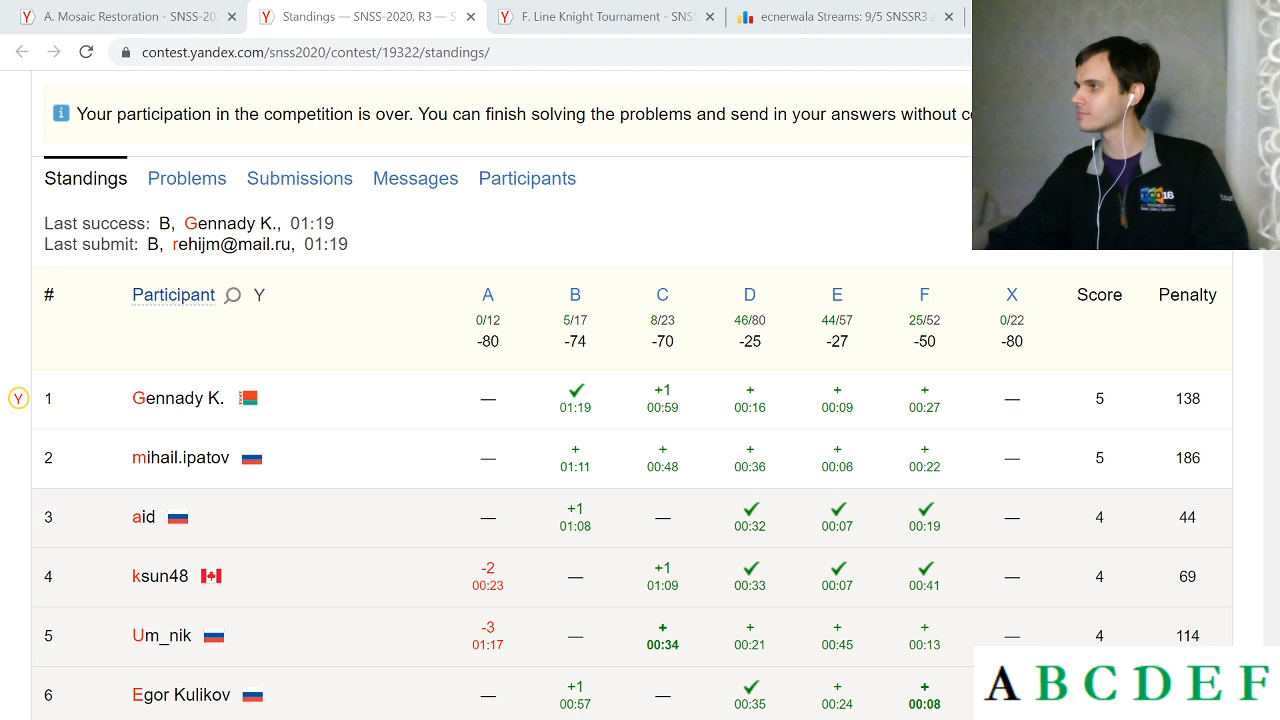 A. Mosaic Restoration - SNSS-20
Standings — SNSS-2020, R3 —
F. Line Knight Tournament - SNS
ecnerwala Streams: 9/5 SNSSR3 a
contest.yandex.com/snss2020/contest/19322/standings/
Your participation in the competition is over. You can finish solving the problems and send in your answers without co
Standings Problems Submissions Messages Participants
Last success: B, Gennady K., 01:19
Last submit: B, rehijm@mail.ru, 01:19
# Participant Y A B C D E F X Score Penalty
0/12 5/17 8/23 46/80 44/57 25/52 0/22
-80 -74 -70 -25 -27 -50 -80
Y 1 Gennady K. — ✓ +1 + + + — 5 138
01:19 00:59 00:16 00:09 00:27
2 mihail.ipatov — + + + + + — 5 186
01:11 00:48 00:36 00:06 00:22
3 aid — +1 — ✓ ✓ ✓ — 4 44
01:08 00:32 00:07 00:19
4 ksun48 -2 — +1 ✓ ✓ ✓ — 4 69
00:23 01:09 00:33 00:07 00:41
5 Um_nik -3 — + + + + — 4 114
01:17 00:34 00:21 00:45 00:13
6 Egor Kulikov — +1 — ✓ + +
00:57 00:35 00:24 00:08
A B C D E F